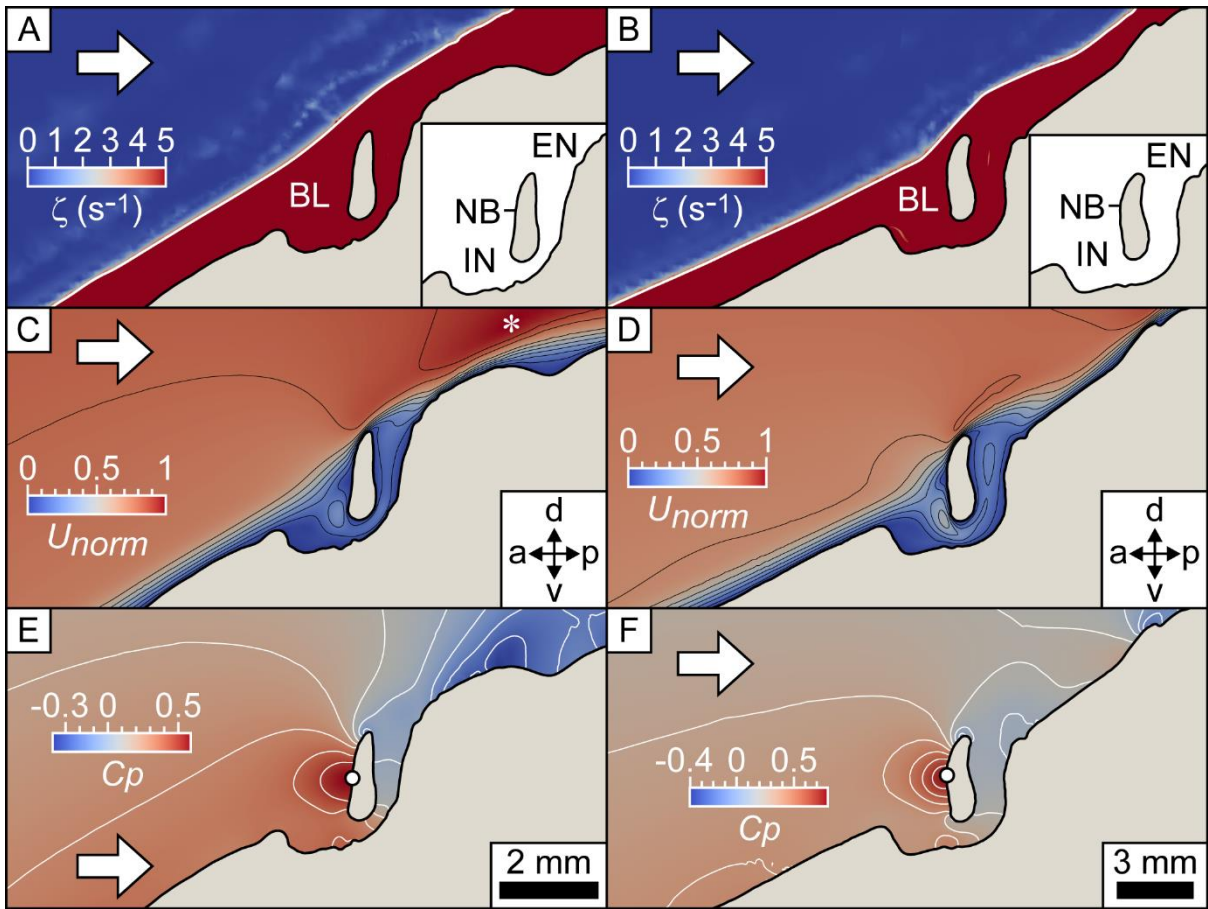 A
0 1 2 3 4 5
ζ (s-1)
BL
EN
NB
IN
B
0 1 2 3 4 5
ζ (s-1)
BL
EN
NB
IN
C
*
0 0.5 1
Unorm
d
a p
v
D
0 0.5 1
Unorm
d
a p
v
E
-0.3 0 0.5
Cp
2 mm
F
-0.4 0 0.5
Cp
3 mm